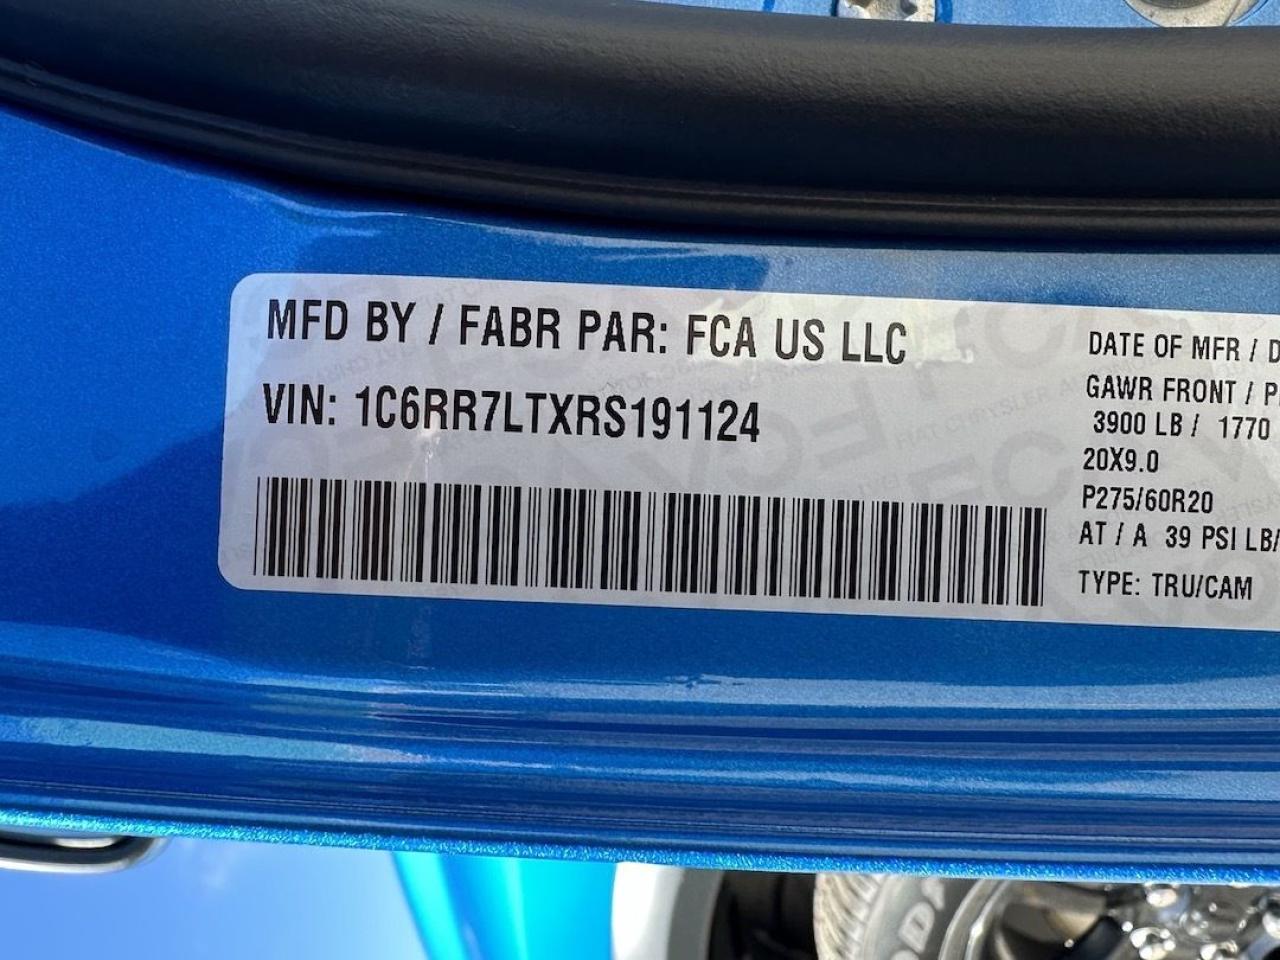 MFD BY / FABR PAR: FCA US LLC
VIN: 1C6RR7LTXRS191124
DATE OF MFR / D
GAWR FRONT / P
3900 LB / 1770
20X9.0
P275/60R20
AT / A 39 PSI LB/
TYPE: TRU/CAM